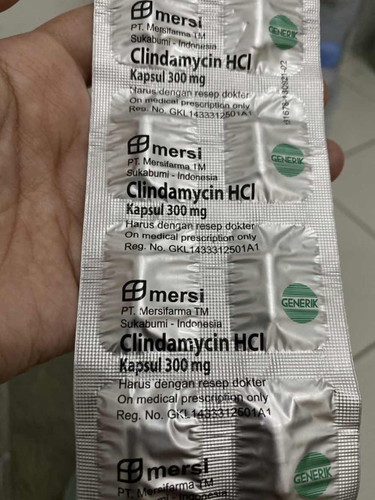 mersi
PT. Mersifarma TM
Sukabumi - Indonesia
GENERIK
Clindamycin HCl
Kapsul 300 mg
Harus dengan resep dokter
On medical prescription only
Reg. No. GKL1433312501A1
mersi
PT. Mersifarma TM
Sukabumi - Indonesia
GENERIK
Clindamycin HCl
Kapsul 300 mg
Harus dengan resep dokter
On medical prescription only
Reg. No. GKL1433312501A1
mersi
PT. Mersifarma TM
Sukabumi - Indonesia
GENERIK
Clindamycin HCl
Kapsul 300 mg
Harus dengan resep dokter
On medical prescription only
Reg. No. GKL1433312501A1
mersi
PT. Mersifarma TM
Indonesia
GENERIK